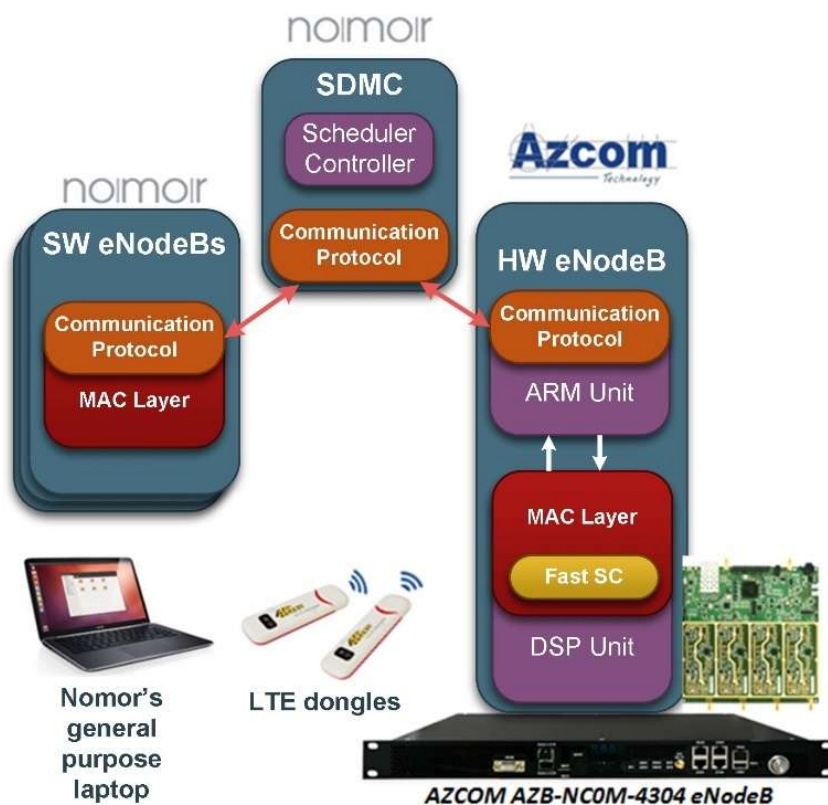 nomor
SDMC
Scheduler
Controller
Communication
Protocol
Azcom
Technology
nomor
SW eNodeBs
Communication
Protocol
MAC Layer
HW eNodeB
Communication
Protocol
ARM Unit
MAC Layer
Fast SC
DSP Unit
Nomor's
general
purpose
laptop
LTE dongles
AZCOM AZB-NC0M-4304 eNodeB